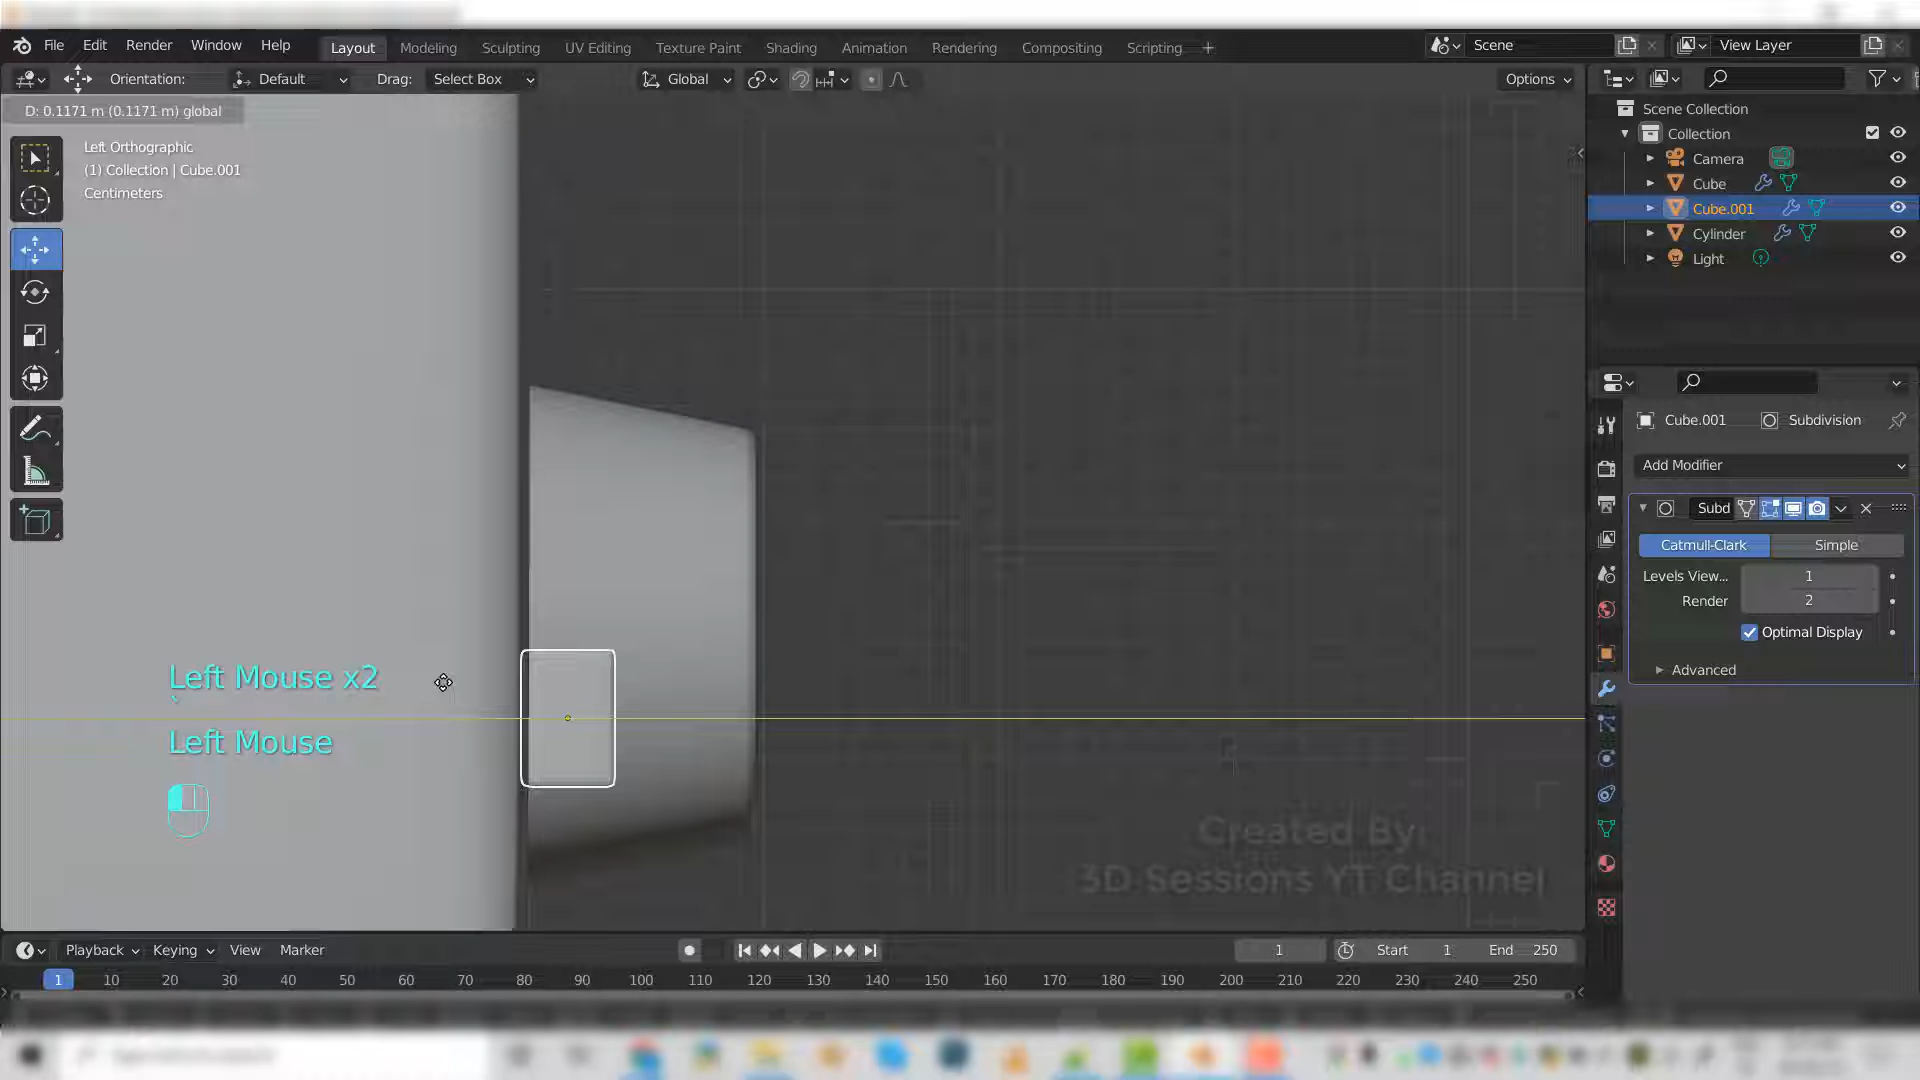 File Edit Render Window Help Layout Modeling Sculpting UV Editing Texture Paint Shading Animation Rendering Compositing Scripting + Scene View Layer
Orientation: Default Drag: Select Box Global Options
D: 0.1171 m (0.1171 m) global
Left Orthographic
(1) Collection | Cube.001
Centimeters
Scene Collection
Collection
Camera
Cube
Cube.001
Cylinder
Light
Cube.001 Subdivision
Add Modifier
Subd
Catmull-Clark Simple
Levels View... 1
Render 2
Optimal Display
Advanced
Left Mouse x2
Left Mouse
Created By:
3D Sessions YT Channel
Playback Keying View Marker 1 Start 1 End 250
1 10 20 30 40 50 60 70 80 90 100 110 120 130 140 150 160 170 180 190 200 210 220 230 240 250